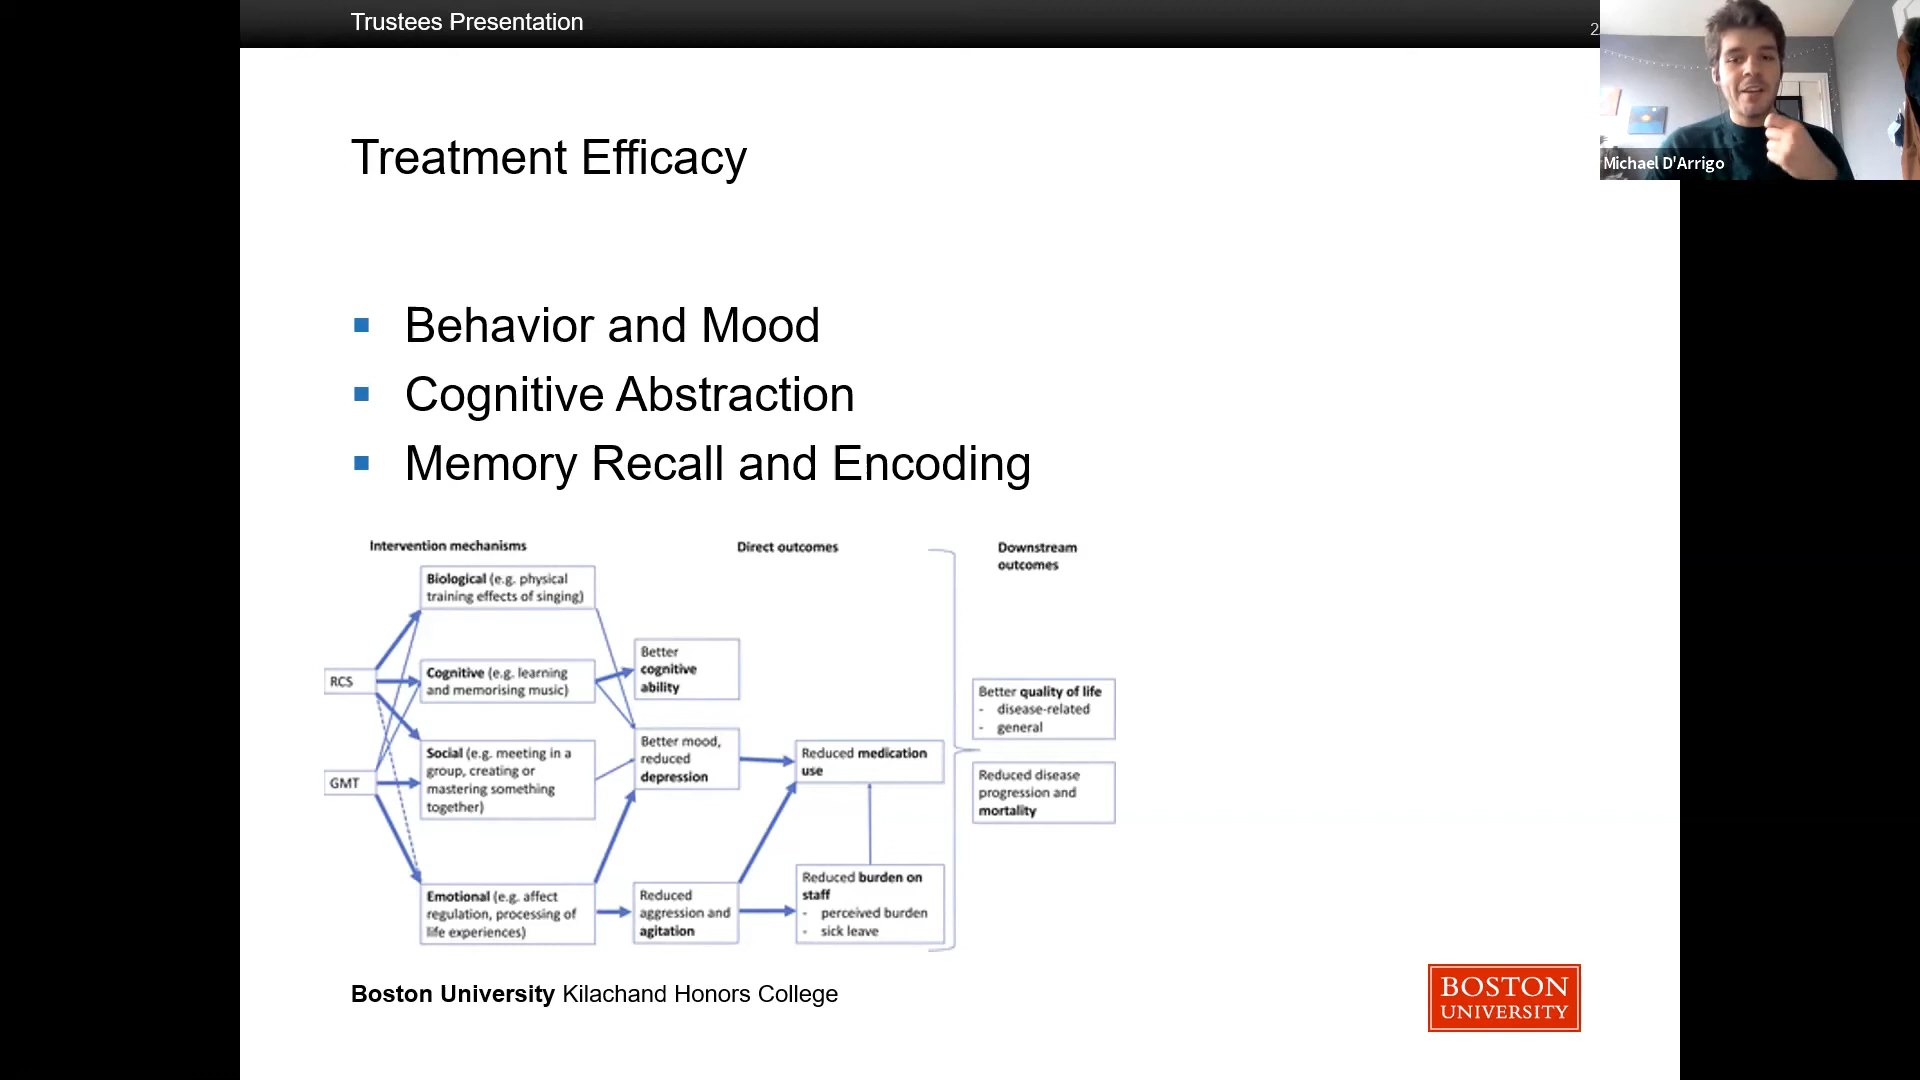 Trustees Presentation
2
Michael D'Arrigo
Treatment Efficacy
Behavior and Mood
Cognitive Abstraction
Memory Recall and Encoding
Intervention mechanisms
Direct outcomes
Downstream
outcomes
RCS
GMT
Biological (e.g. physical
training effects of singing)
Cognitive (e.g. learning
and memorising music)
Social (e.g. meeting in a
group, creating or
mastering something
together)
Emotional (e.g. affect
regulation, processing of
life experiences)
Better
cognitive
ability
Better mood,
reduced
depression
Reduced
aggression and
agitation
Reduced medication
use
Reduced burden on
staff
- perceived burden
- sick leave
Better quality of life
- disease-related
- general
Reduced disease
progression and
mortality
Boston University Kilachand Honors College
BOSTON
UNIVERSITY